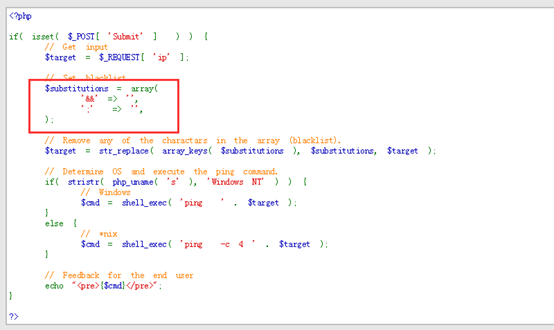 <?php
if( isset( $_POST[ 'Submit' ] ) ) {
// Get input
$target = $_REQUEST[ 'ip' ];
// Set blacklist
$substitutions = array(
'&&' => '',
';' => '',
);
// Remove any of the charactars in the array (blacklist).
$target = str_replace( array_keys( $substitutions ), $substitutions, $target );
// Determine OS and execute the ping command.
if( stristr( php_uname( 's' ), 'Windows NT' ) ) {
// Windows
$cmd = shell_exec( 'ping ' . $target );
}
else {
// *nix
$cmd = shell_exec( 'ping -c 4 ' . $target );
}
// Feedback for the end user
echo "<pre>{$cmd}</pre>";
}
?>